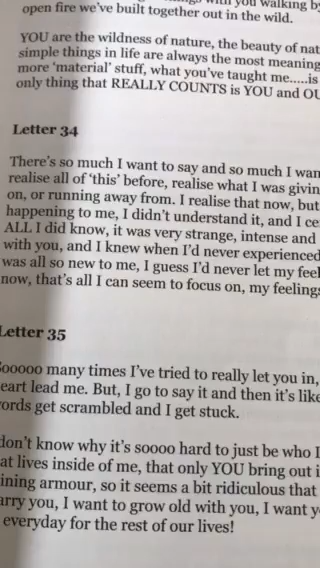 with you walking by
open fire we've built together out in the wild.
YOU are the wildness of nature, the beauty of nat
simple things in life are always the most meaning
more 'material' stuff, what you've taught me.....is
only thing that REALLY COUNTS is YOU and OU
Letter 34
There's so much I want to say and so much I wan
realise all of 'this' before, realise what I was givin
on, or running away from. I realise that now, but
happening to me, I didn't understand it, and I ce
ALL I did know, it was very strange, intense and
with you, and I knew when I'd never experienced
was all so new to me, I guess I'd never let my feel
now, that's all I can seem to focus on, my feelings
Letter 35
Sooooo many times I've tried to really let you in,
eart lead me. But, I go to say it and then it's like
ords get scrambled and I get stuck.
don't know why it's soooo hard to just be who I
at lives inside of me, that only YOU bring out i
ining armour, so it seems a bit ridiculous that
arry you, I want to grow old with you, I want y
everyday for the rest of our lives!